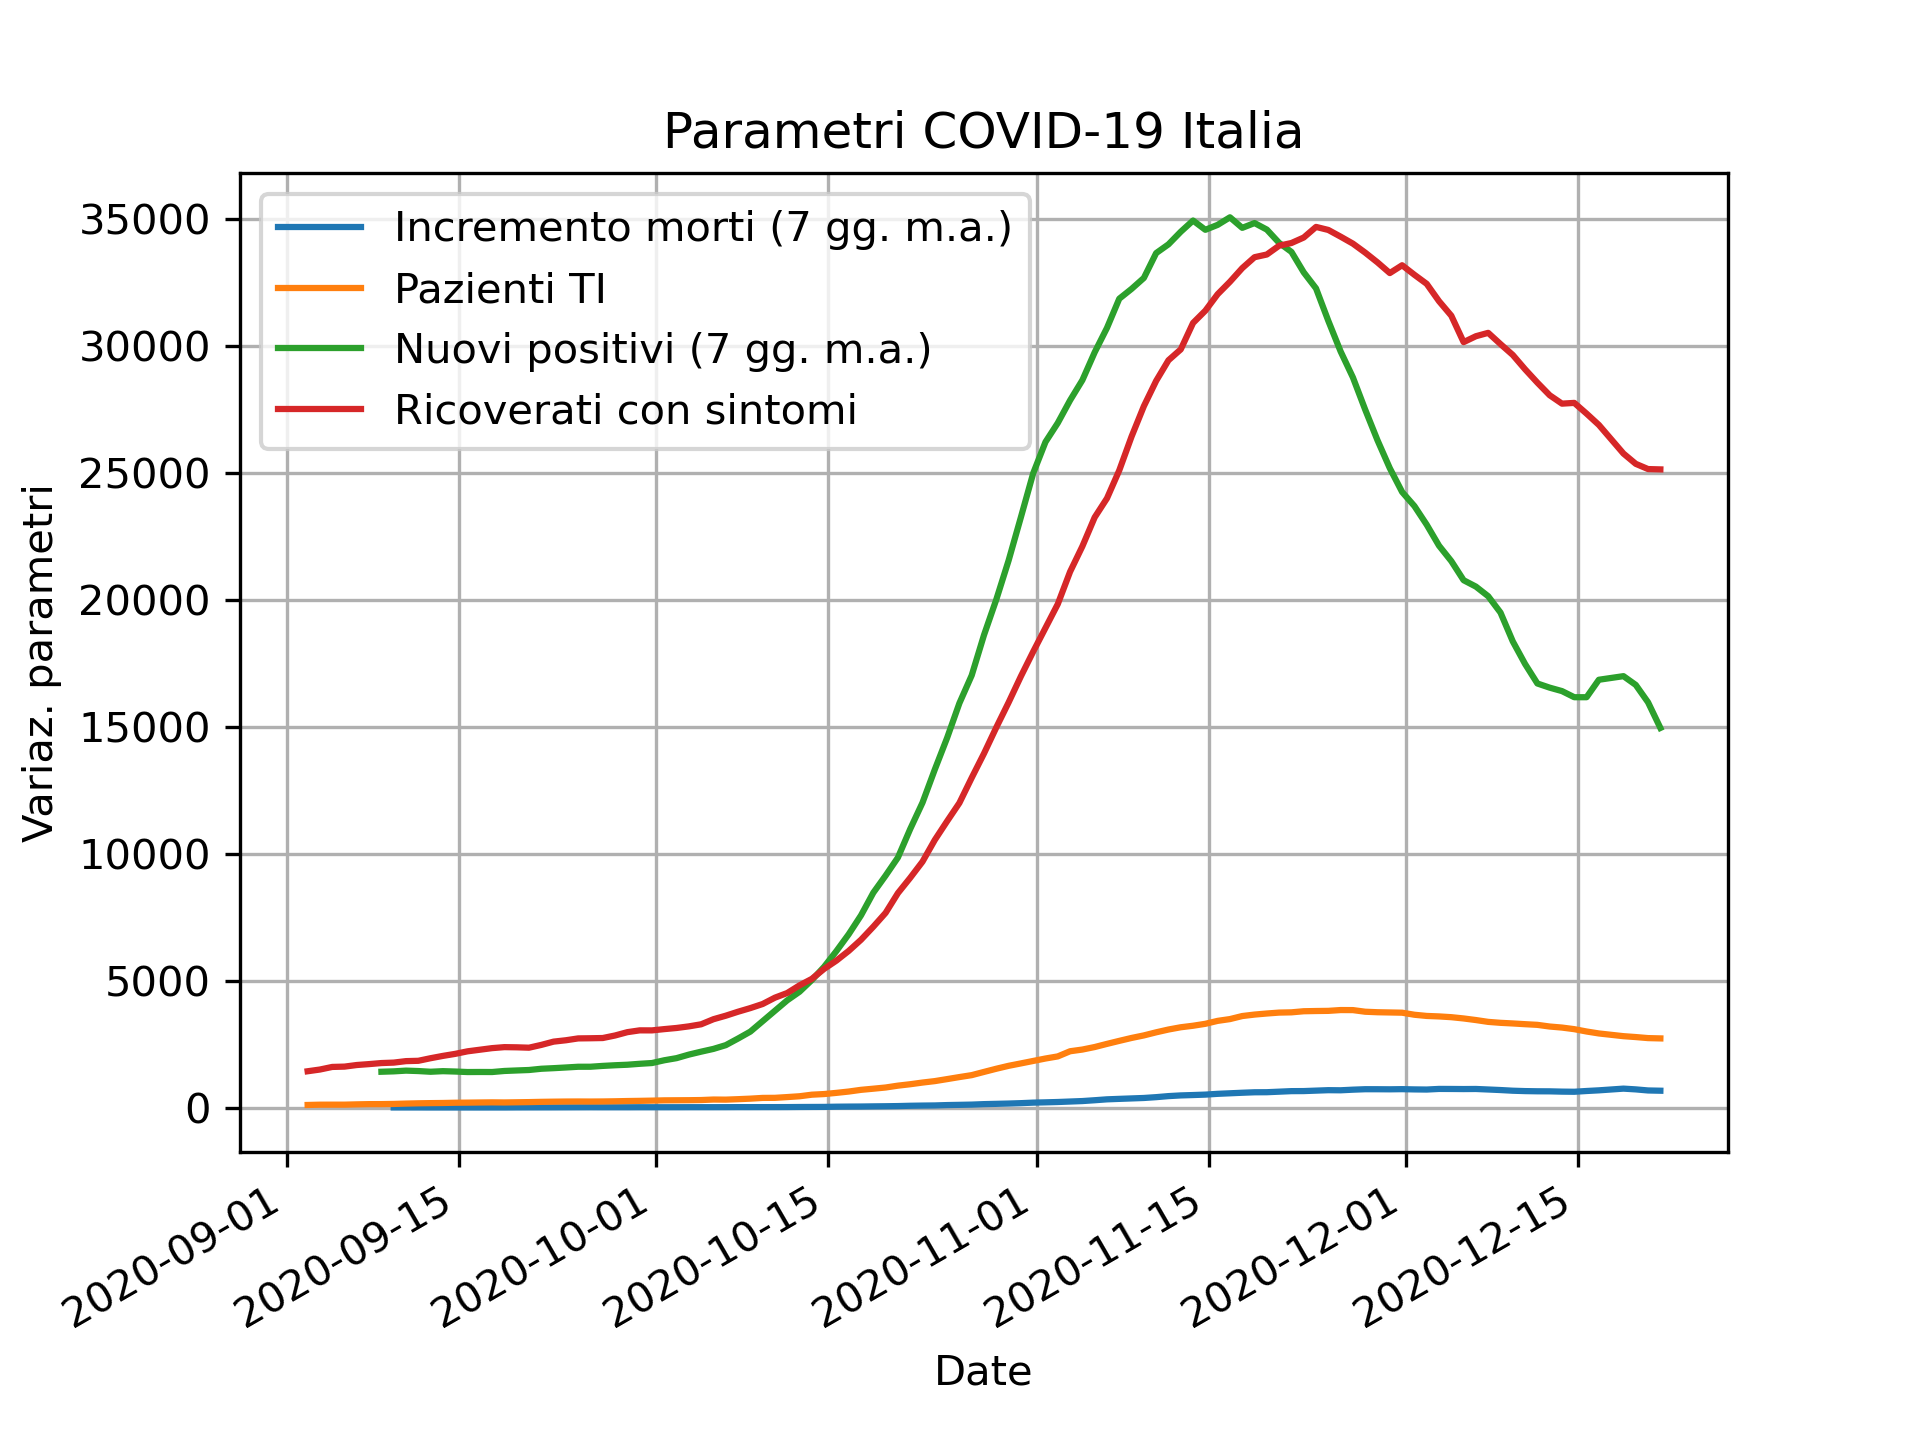 Parametri COVID-19 Italia
Incremento morti (7 gg. m.a.)
Pazienti TI
Nuovi positivi (7 gg. m.a.)
Ricoverati con sintomi
Variaz. parametri
35000
30000
25000
20000
15000
10000
5000
0
2020-09-01
2020-09-15
2020-10-01
2020-10-15
2020-11-01
2020-11-15
2020-12-01
2020-12-15
Date